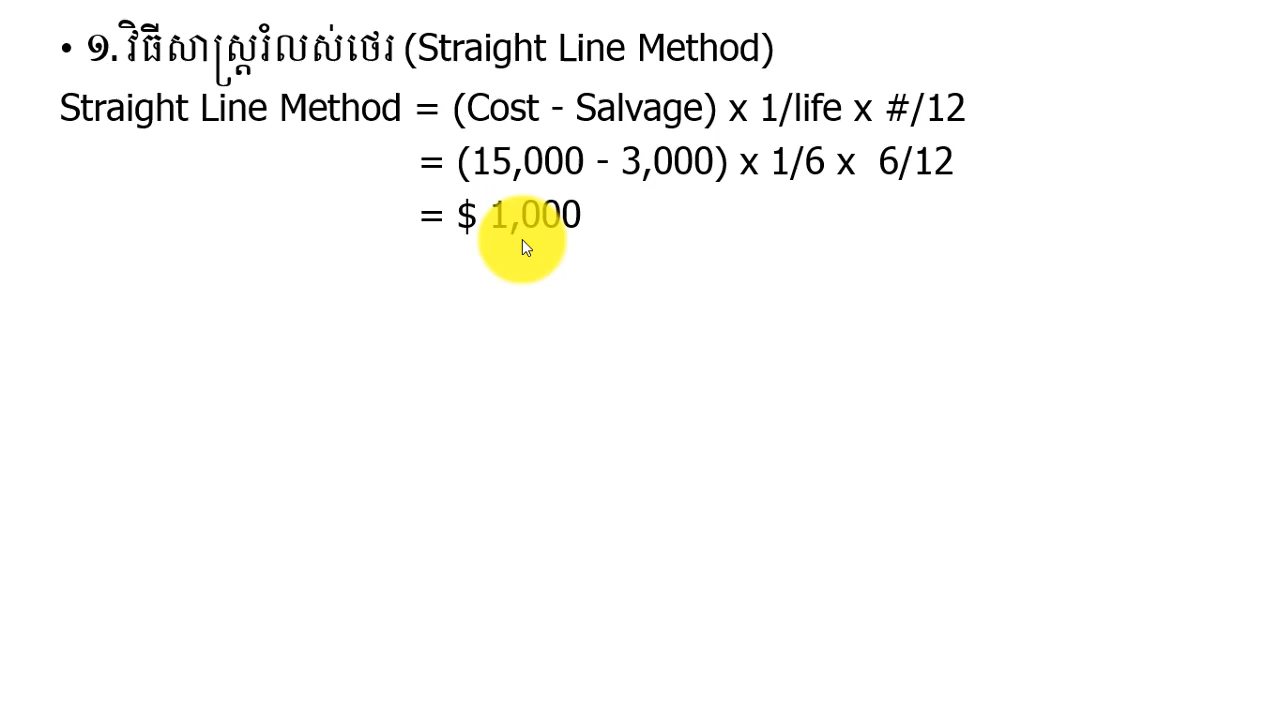 • ១. វិធីសាស្ត្ររំលស់ថេរ (Straight Line Method)
Straight Line Method = (Cost - Salvage) x 1/life x #/12
= (15,000 - 3,000) x 1/6 x 6/12
= $ 1,000